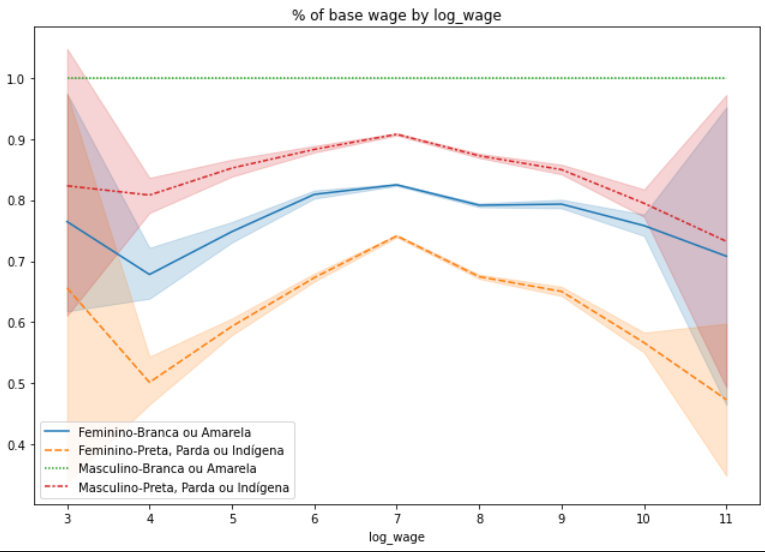 % of base wage by log_wage
1.0
0.9
0.8
0.7
0.6
0.5
0.4
Feminino-Branca ou Amarela
Feminino-Preta, Parda ou Indígena
Masculino-Branca ou Amarela
Masculino-Preta, Parda ou Indígena
3 4 5 6 7 8 9 10 11
log_wage